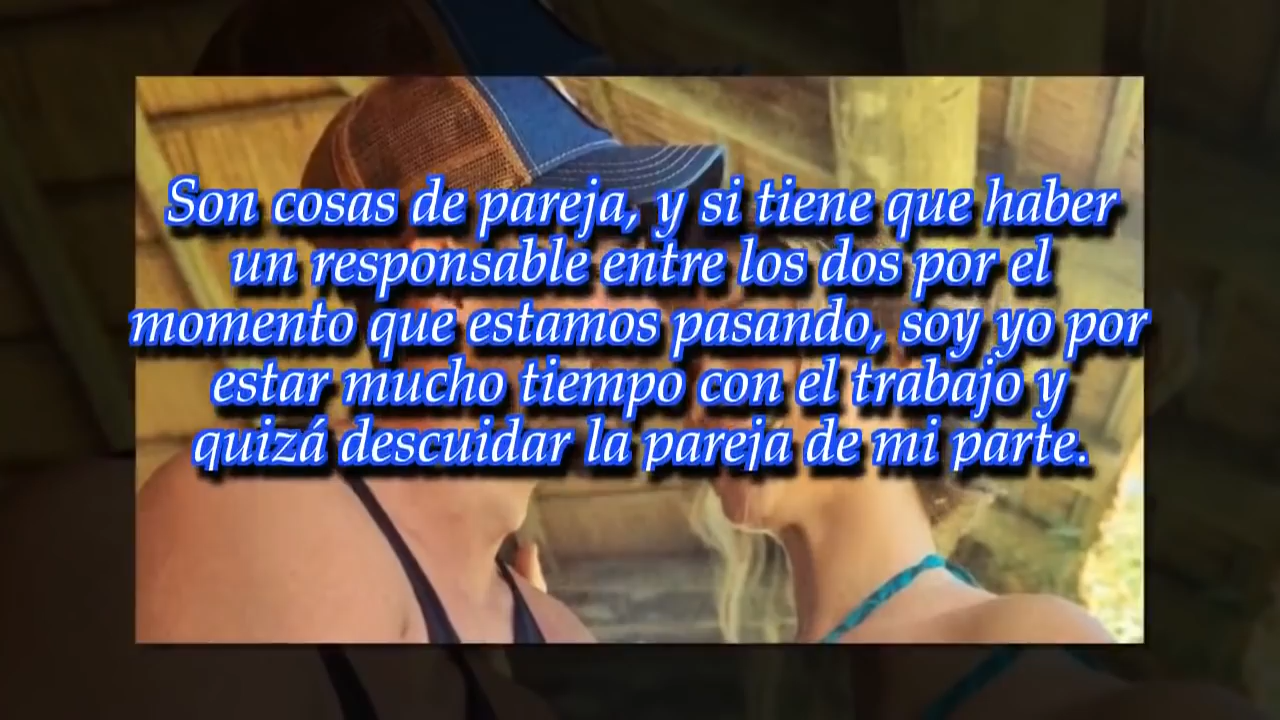 Son cosas de pareja, y si tiene que haber
un responsable entre los dos por el
momento que estamos pasando, soy yo por
estar mucho tiempo con el trabajo y
quizá descuidar la pareja de mi parte.